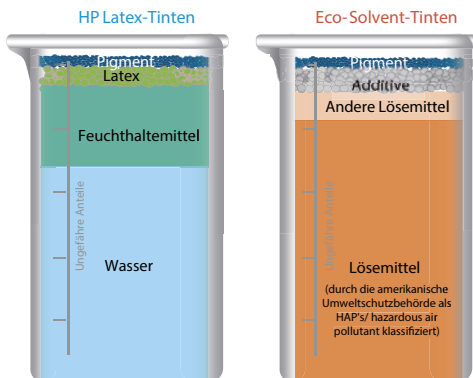 HP Latex-Tinten
Pigment
Latex
Feuchthaltemittel
Ungefähre Anteile
Wasser
Eco-Solvent-Tinten
Pigment
Additive
Andere Lösemittel
Ungefähre Anteile
Lösemittel
(durch die amerikanische
Umweltschutzbehörde als
HAP's/ hazardous air
pollutant klassifiziert)